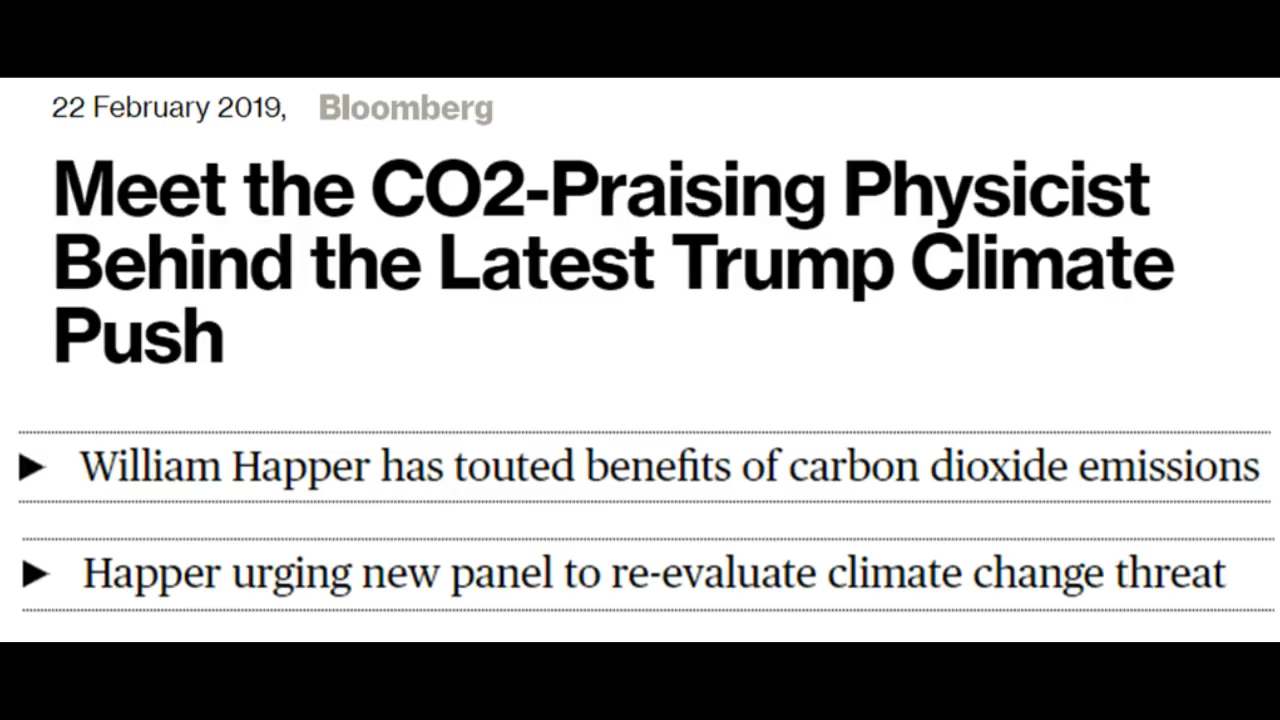 22 February 2019, Bloomberg
Meet the CO2-Praising Physicist
Behind the Latest Trump Climate
Push
▶ William Happer has touted benefits of carbon dioxide emissions
▶ Happer urging new panel to re-evaluate climate change threat